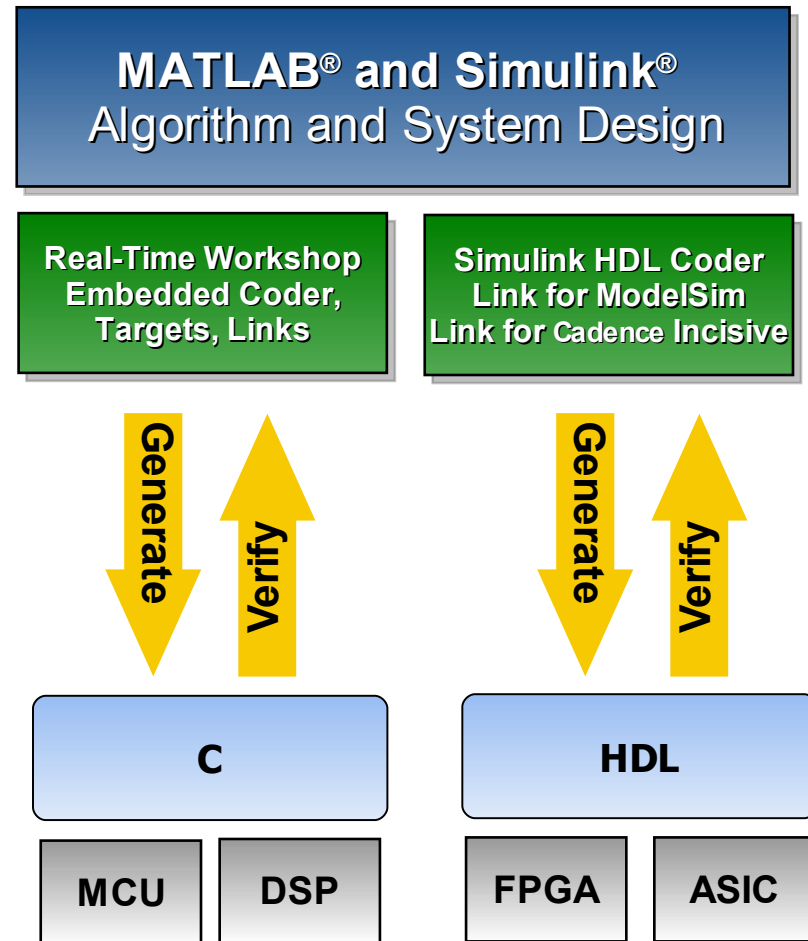 MATLAB® and Simulink®
Algorithm and System Design
Real-Time Workshop
Embedded Coder,
Targets, Links
Simulink HDL Coder
Link for ModelSim
Link for Cadence Incisive
Generate
Verify
Generate
Verify
C
HDL
MCU
DSP
FPGA
ASIC